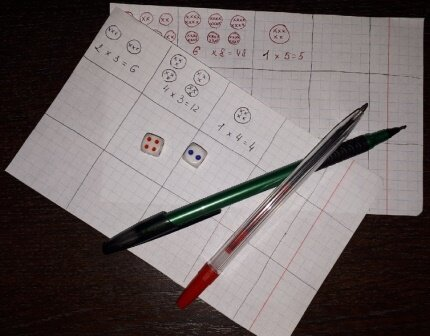 6 x 8 = 48
1 x 5 = 5
2 x 3 = 6
4 x 3 = 12
1 x 4 = 4